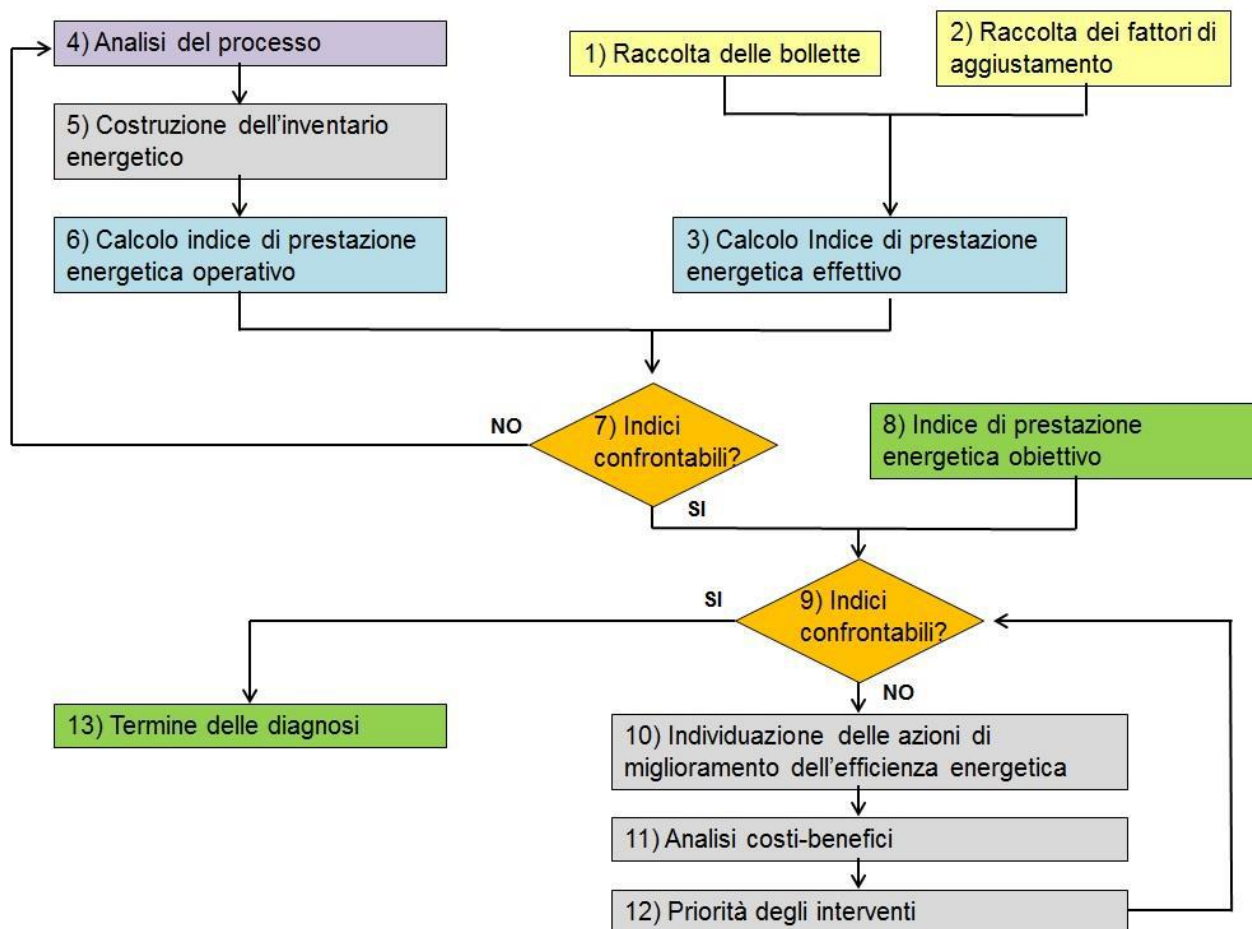 4) Analisi del processo
1) Raccolta delle bollette
2) Raccolta dei fattori di
aggiustamento
5) Costruzione dell'inventario
energetico
6) Calcolo indice di prestazione
energetica operativo
3) Calcolo Indice di prestazione
energetica effettivo
NO
7) Indici
confrontabili?
SI
8) Indice di prestazione
energetica obiettivo
SI
9) Indici
confrontabili?
NO
13) Termine delle diagnosi
10) Individuazione delle azioni di
miglioramento dell'efficienza energetica
11) Analisi costi-benefici
12) Priorità degli interventi